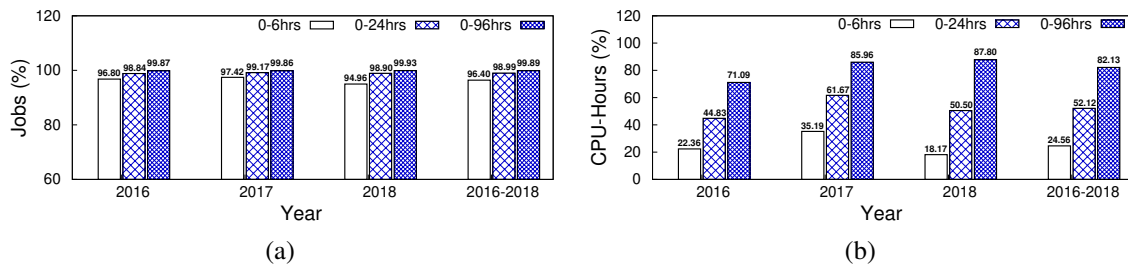 120
100
80
60
Jobs (%)
0-6hrs 0-24hrs 0-96hrs
96.80 98.84 99.87
97.42 99.17 99.86
94.96 98.90 99.93
96.40 98.99 99.89
2016 2017 2018 2016-2018
Year
(a)
120
100
80
60
40
20
0
CPU-Hours (%)
0-6hrs 0-24hrs 0-96hrs
22.36 44.83 71.09
35.19 61.67 85.96
18.17 50.50 87.80
24.56 52.12 82.13
2016 2017 2018 2016-2018
Year
(b)